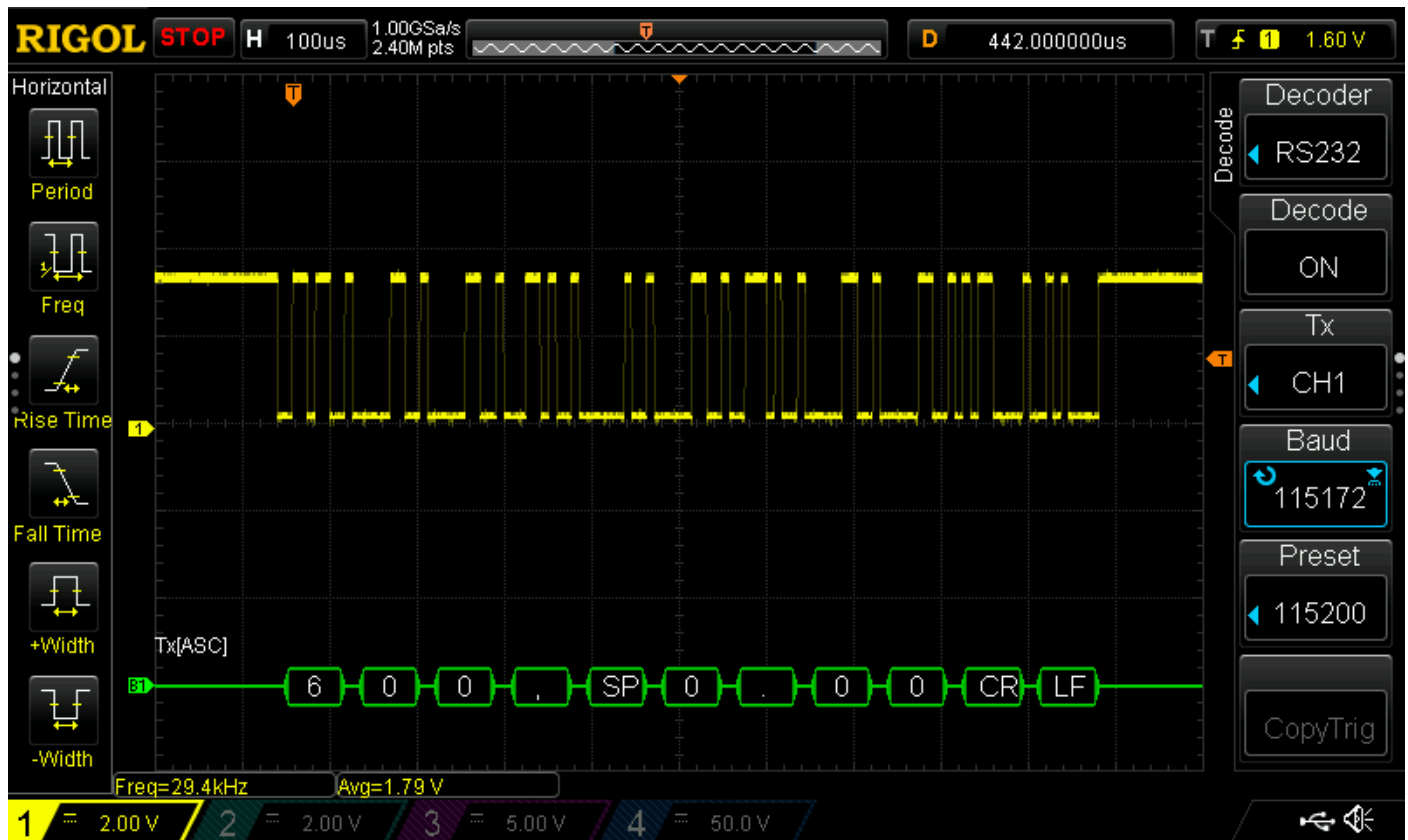 RIGOL STOP H 100us 1.00GSa/s 2.40M pts T D 442.000000us T 1 1.60 V
Horizontal
Period
Freq
Rise Time
Fall Time
+Width
-Width
T
T
1
Tx[ASC]
B1 6 0 0 , SP 0 . 0 0 CR LF
Decode
Decoder
RS232
Decode
ON
Tx
CH1
Baud
115172
Preset
115200
CopyTrig
Freq=29.4kHz Avg=1.79 V
1 2.00 V 2 2.00 V 3 5.00 V 4 50.0 V